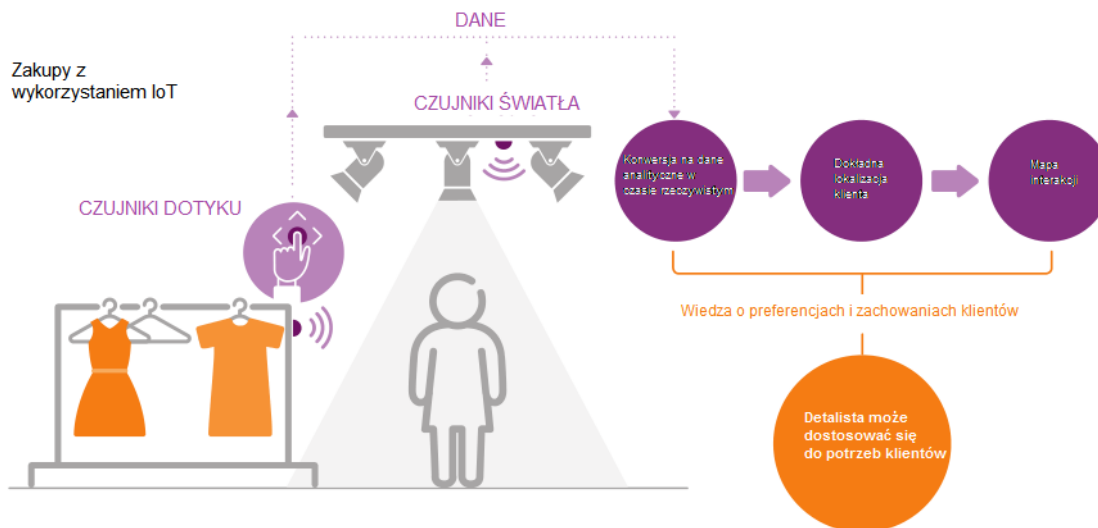 DANE
Zakupy z
wykorzystaniem IoT
CZUJNIKI ŚWIATŁA
CZUJNIKI DOTYKU
Konwersja na dane
analityczne w
czasie rzeczywistym
Dokładna
lokalizacja
klienta
Mapa
interakcji
Wiedza o preferencjach i zachowaniach klientów
Detalista może
dostosować się
do potrzeb klientów